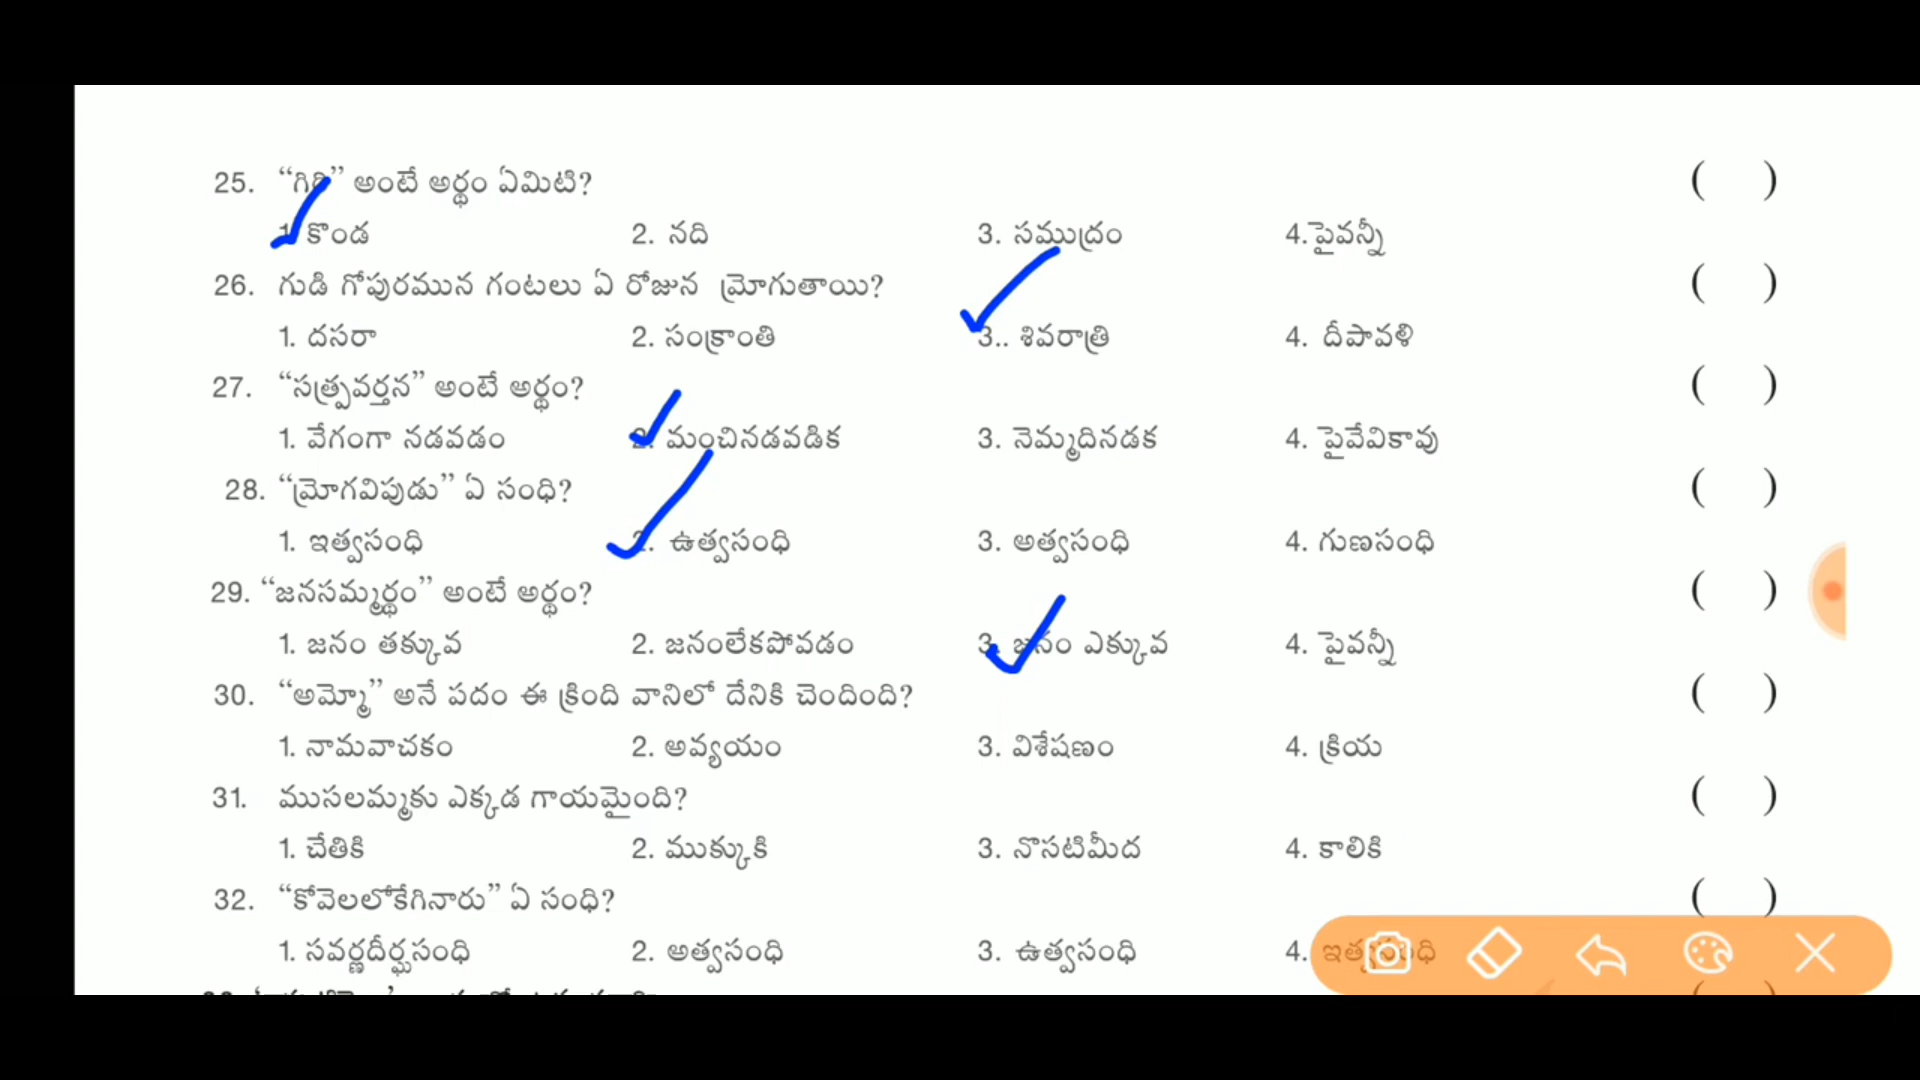 25. “గిరి” అంటే అర్థం ఏమిటి? ( )
1. కొండ 2. నది 3. సముద్రం 4.పైవన్నీ
26. గుడి గోపురమున గంటలు ఏ రోజున మ్రోగుతాయి? ( )
1. దసరా 2. సంక్రాంతి 3.. శివరాత్రి 4. దీపావళి
27. “సత్ప్రవర్తన” అంటే అర్థం? ( )
1. వేగంగా నడవడం 2. మంచినడవడిక 3. నెమ్మదినడక 4. పైవేవికావు
28. “మ్రోగవిపుడు” ఏ సంధి? ( )
1. ఇత్వసంధి 2. ఉత్వసంధి 3. అత్వసంధి 4. గుణసంధి
29. “జనసమ్మర్థం” అంటే అర్థం? ( )
1. జనం తక్కువ 2. జనంలేకపోవడం 3. జనం ఎక్కువ 4. పైవన్నీ
30. “అమ్మో” అనే పదం ఈ క్రింది వానిలో దేనికి చెందింది? ( )
1. నామవాచకం 2. అవ్యయం 3. విశేషణం 4. క్రియ
31. ముసలమ్మకు ఎక్కడ గాయమైంది? ( )
1. చేతికి 2. ముక్కుకి 3. నొసటిమీద 4. కాలికి
32. “కోవెలలోకేగినారు” ఏ సంధి? ( )
1. సవర్ణదీర్ఘసంధి 2. అత్వసంధి 3. ఉత్వసంధి 4. ఇత్వసంధి